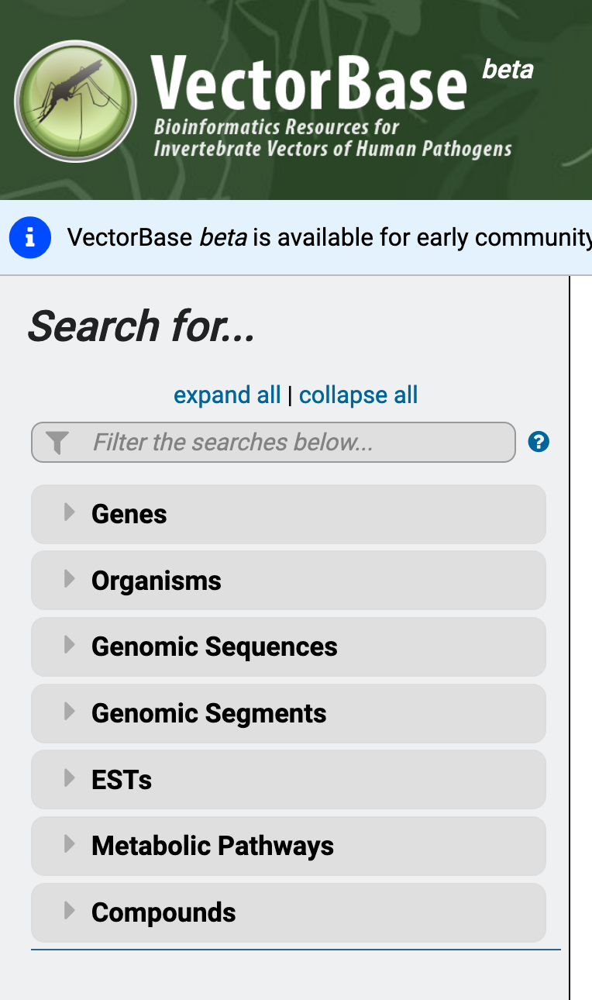 VectorBase beta
Bioinformatics Resources for
Invertebrate Vectors of Human Pathogens
VectorBase beta is available for early community
Search for...
expand all | collapse all
Filter the searches below...
Genes
Organisms
Genomic Sequences
Genomic Segments
ESTs
Metabolic Pathways
Compounds